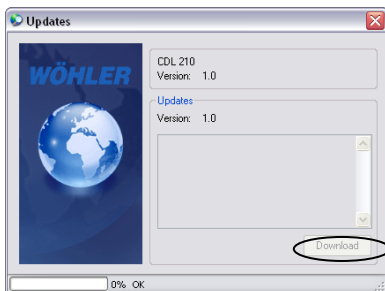 Updates
WÖHLER
CDL 210
Version: 1.0
Updates
Version: 1.0
Download
0% OK